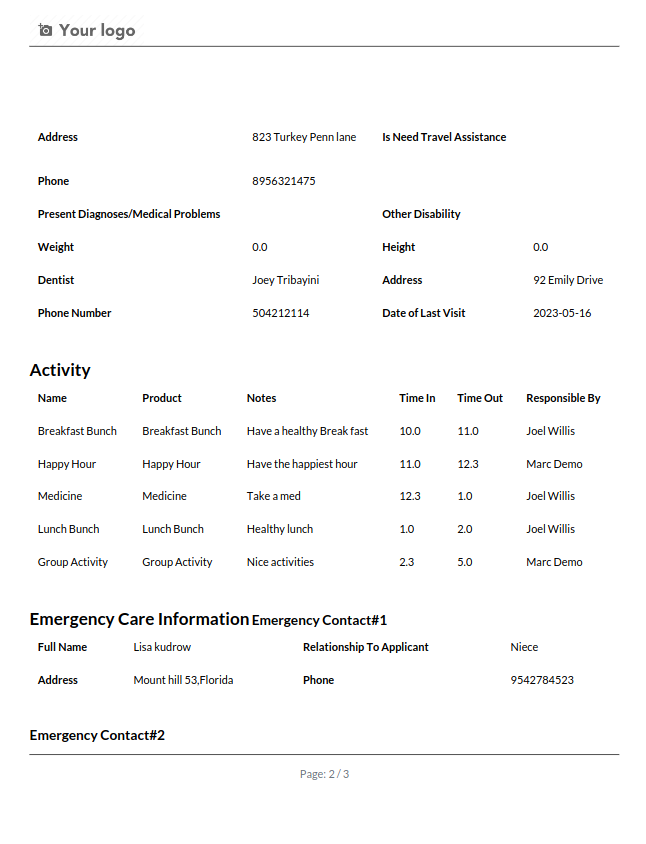 Your logo
Address 823 Turkey Penn lane Is Need Travel Assistance
Phone 8956321475
Present Diagnoses/Medical Problems Other Disability
Weight 0.0 Height 0.0
Dentist Joey Tribayini Address 92 Emily Drive
Phone Number 504212114 Date of Last Visit 2023-05-16
Activity
Name Product Notes Time In Time Out Responsible By
Breakfast Bunch Breakfast Bunch Have a healthy Break fast 10.0 11.0 Joel Willis
Happy Hour Happy Hour Have the happiest hour 11.0 12.3 Marc Demo
Medicine Medicine Take a med 12.3 1.0 Joel Willis
Lunch Bunch Lunch Bunch Healthy lunch 1.0 2.0 Joel Willis
Group Activity Group Activity Nice activities 2.3 5.0 Marc Demo
Emergency Care Information Emergency Contact#1
Full Name Lisa kudrow Relationship To Applicant Niece
Address Mount hill 53,Florida Phone 9542784523
Emergency Contact#2
Page: 2 / 3